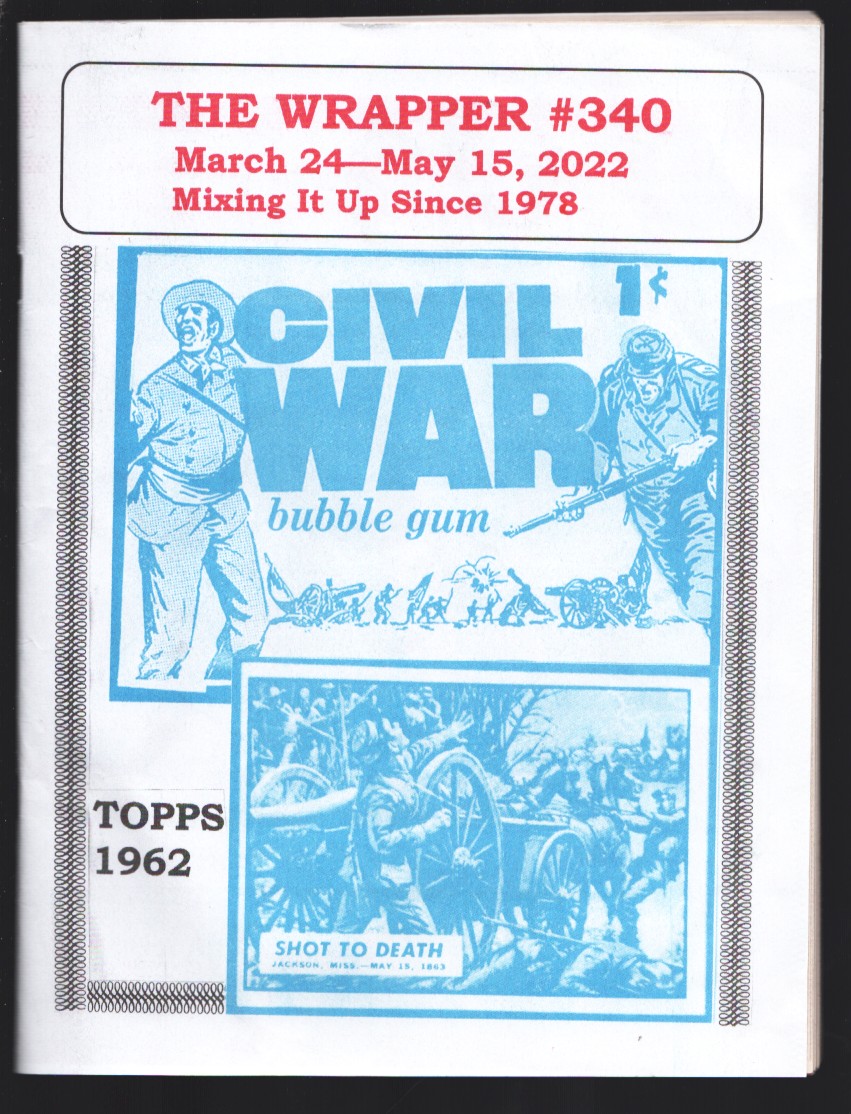 THE WRAPPER #340
March 24—May 15, 2022
Mixing It Up Since 1978
CIVIL 1¢
WAR
bubble gum
TOPPS
1962
SHOT TO DEATH
JACKSON, MISS.—MAY 15, 1863